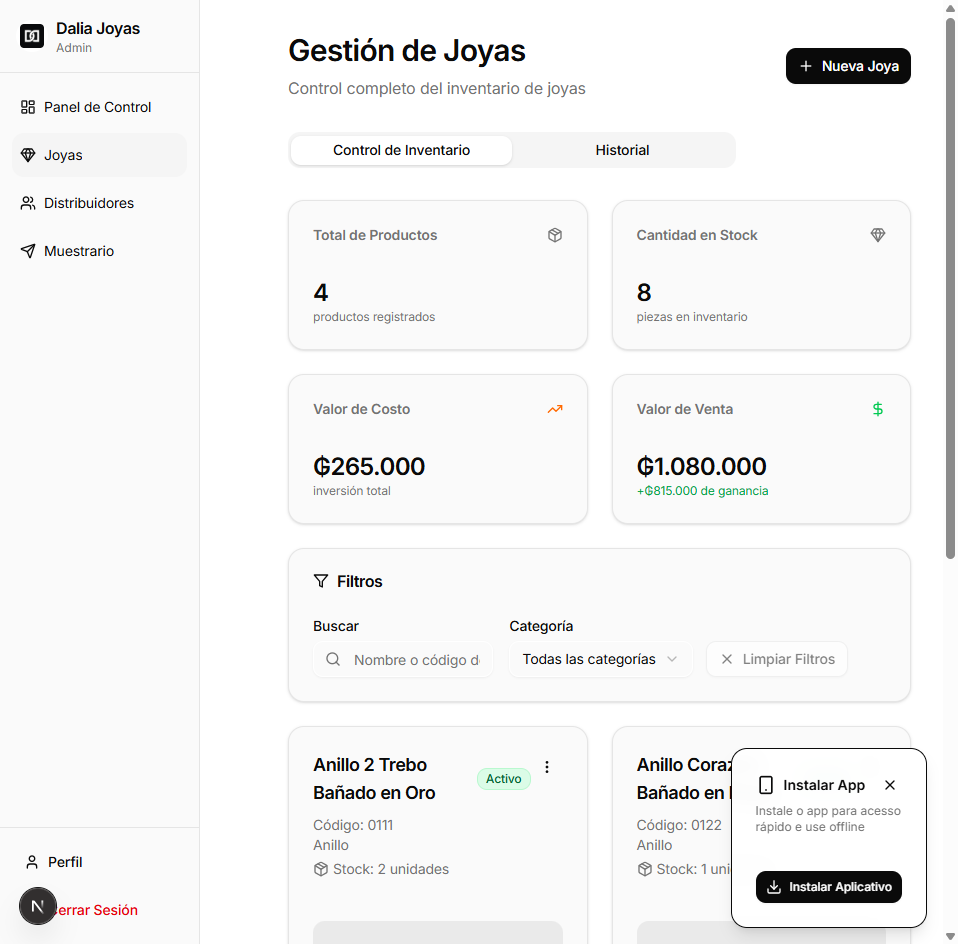 Dalia Joyas
Admin
Panel de Control
Joyas
Distribuidores
Muestrario
Perfil
N
errar Sesión
Gestión de Joyas
Control completo del inventario de joyas
Nueva Joya
Control de Inventario
Historial
Total de Productos
4
productos registrados
Cantidad en Stock
8
piezas en inventario
Valor de Costo
₲265.000
inversión total
Valor de Venta
$
₲1.080.000
+₲815.000 de ganancia
Filtros
Buscar
Nombre o código d
Categoría
Todas las categorías
Limpiar Filtros
Anillo 2 Trebo
Bañado en Oro
Activo
Código: 0111
Anillo
Stock: 2 unidades
Anillo Coraz
Bañado en
Código: 0122
Anillo
Stock: 1 uni
Instalar App
Instale o app para acesso
rápido e use offline
Instalar Aplicativo